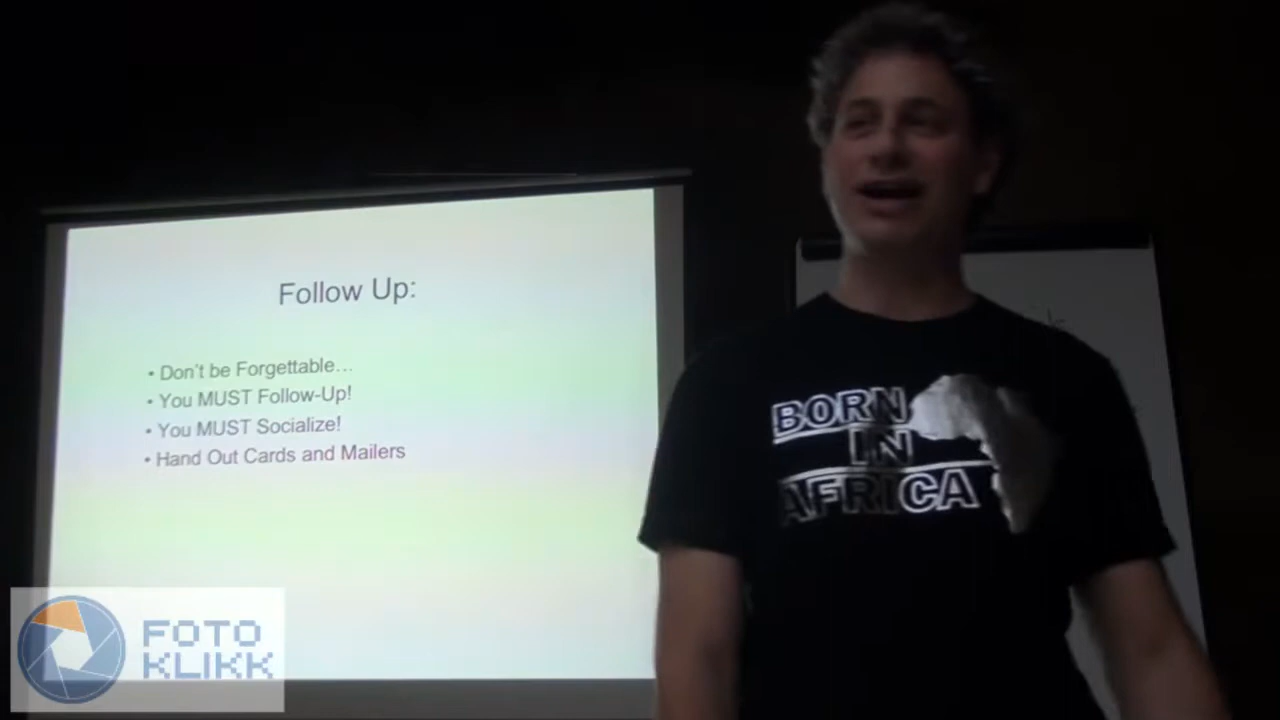 Follow Up:
• Don't be Forgettable...
• You MUST Follow-Up!
• You MUST Socialize!
• Hand Out Cards and Mailers
BORN
IN
AFRICA
FOTO
KLIKK